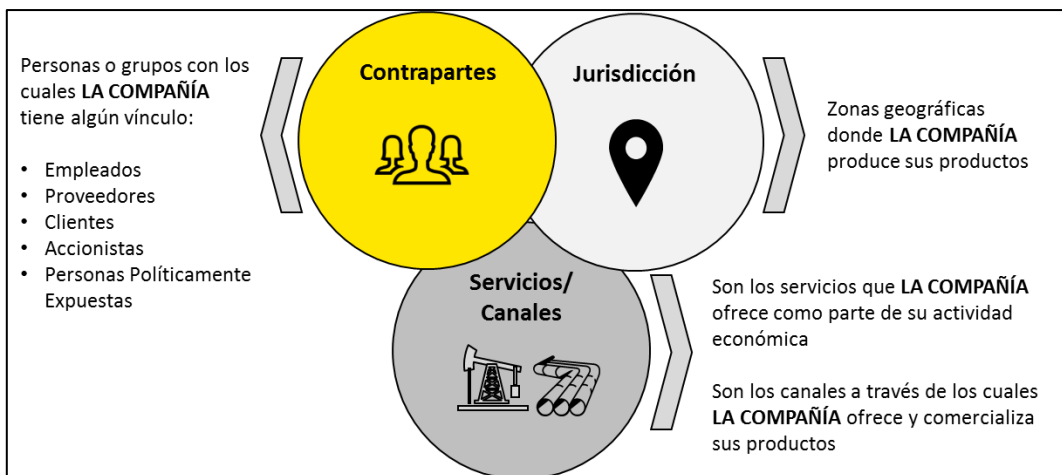 Personas o grupos con los
cuales LA COMPAÑÍA
tiene algún vínculo:
• Empleados
• Proveedores
• Clientes
• Accionistas
• Personas Políticamente
Expuestas
Contrapartes
Jurisdicción
Zonas geográficas
donde LA COMPAÑÍA
produce sus productos
Servicios/
Canales
Son los servicios que LA COMPAÑÍA
ofrece como parte de su actividad
económica
Son los canales a través de los cuales
LA COMPAÑÍA ofrece y comercializa
sus productos